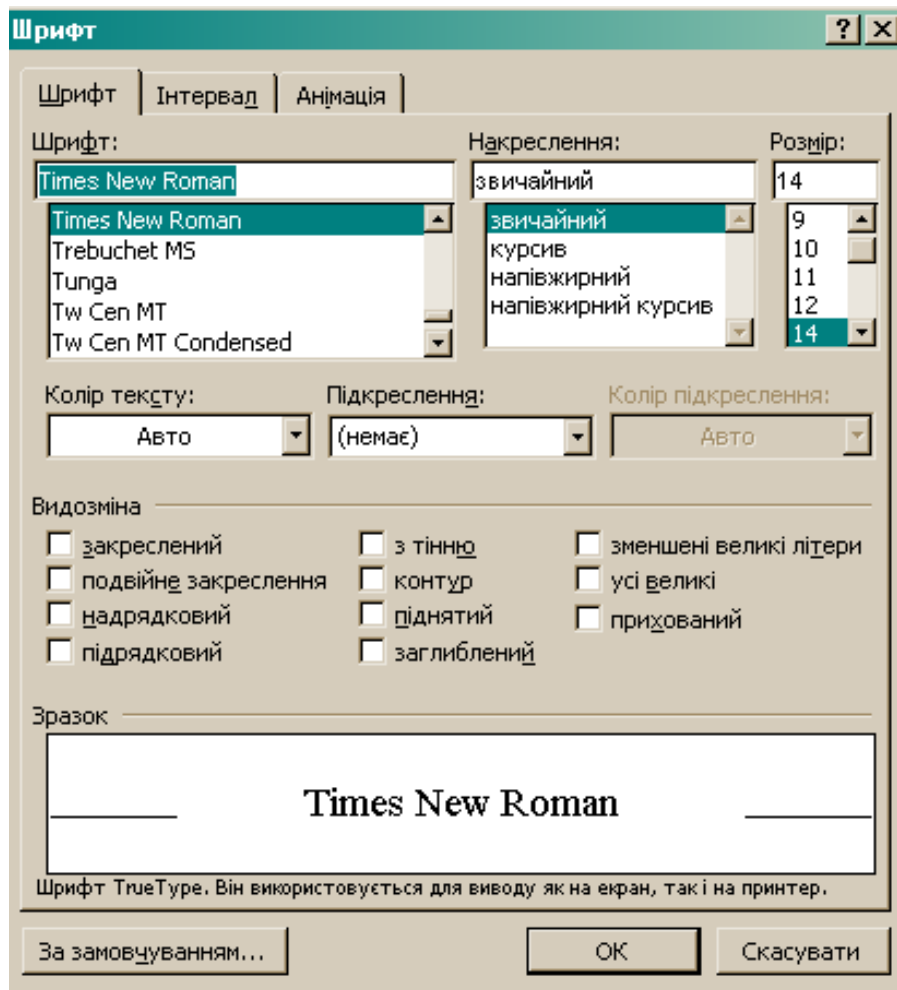 Шрифт
Шрифт Інтервал Анімація
Шрифт: Накреслення: Розмір:
Times New Roman звичайний 14
Times New Roman звичайний 9
Trebuchet MS курсив 10
Tunga напівжирний 11
Tw Cen MT напівжирний курсив 12
Tw Cen MT Condensed 14
Колір тексту: Підкреслення: Колір підкреслення:
Авто (немає) Авто
Видозміна
закреслений з тінню зменшені великі літери
подвійне закреслення контур усі великі
надрядковий піднятий прихований
підрядковий заглиблений
Зразок
Times New Roman
Шрифт TrueType. Він використовується для виводу як на екран, так і на принтер.
За замовчуванням... ОК Скасувати